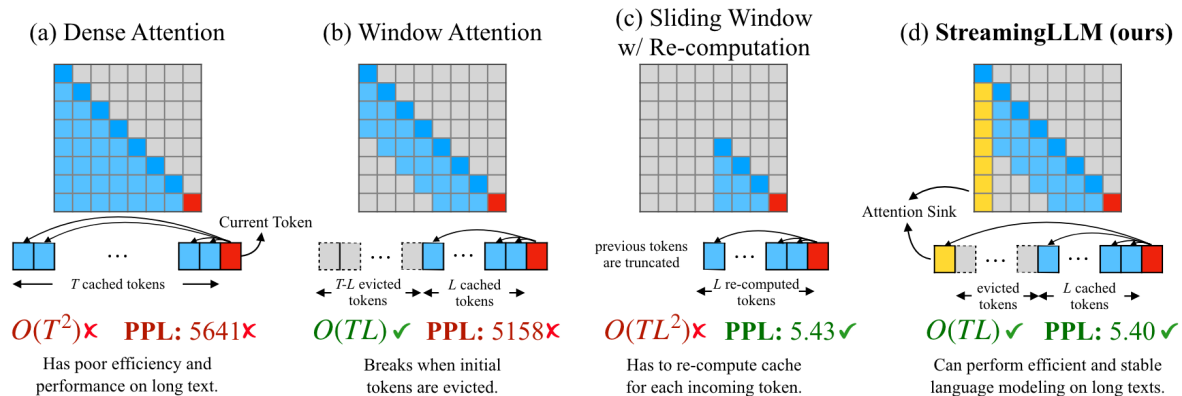 (a) Dense Attention
Current Token
...
T cached tokens
O(T²)✗ PPL: 5641✗
Has poor efficiency and
performance on long text.
(b) Window Attention
...
...
T-L evicted
tokens
L cached
tokens
O(TL)✓ PPL: 5158✗
Breaks when initial
tokens are evicted.
(c) Sliding Window
w/ Re-computation
previous tokens
are truncated
...
L re-computed
tokens
O(TL²)✗ PPL: 5.43✓
Has to re-compute cache
for each incoming token.
(d) StreamingLLM (ours)
Attention Sink
...
...
evicted
tokens
L cached
tokens
O(TL)✓ PPL: 5.40✓
Can perform efficient and stable
language modeling on long texts.